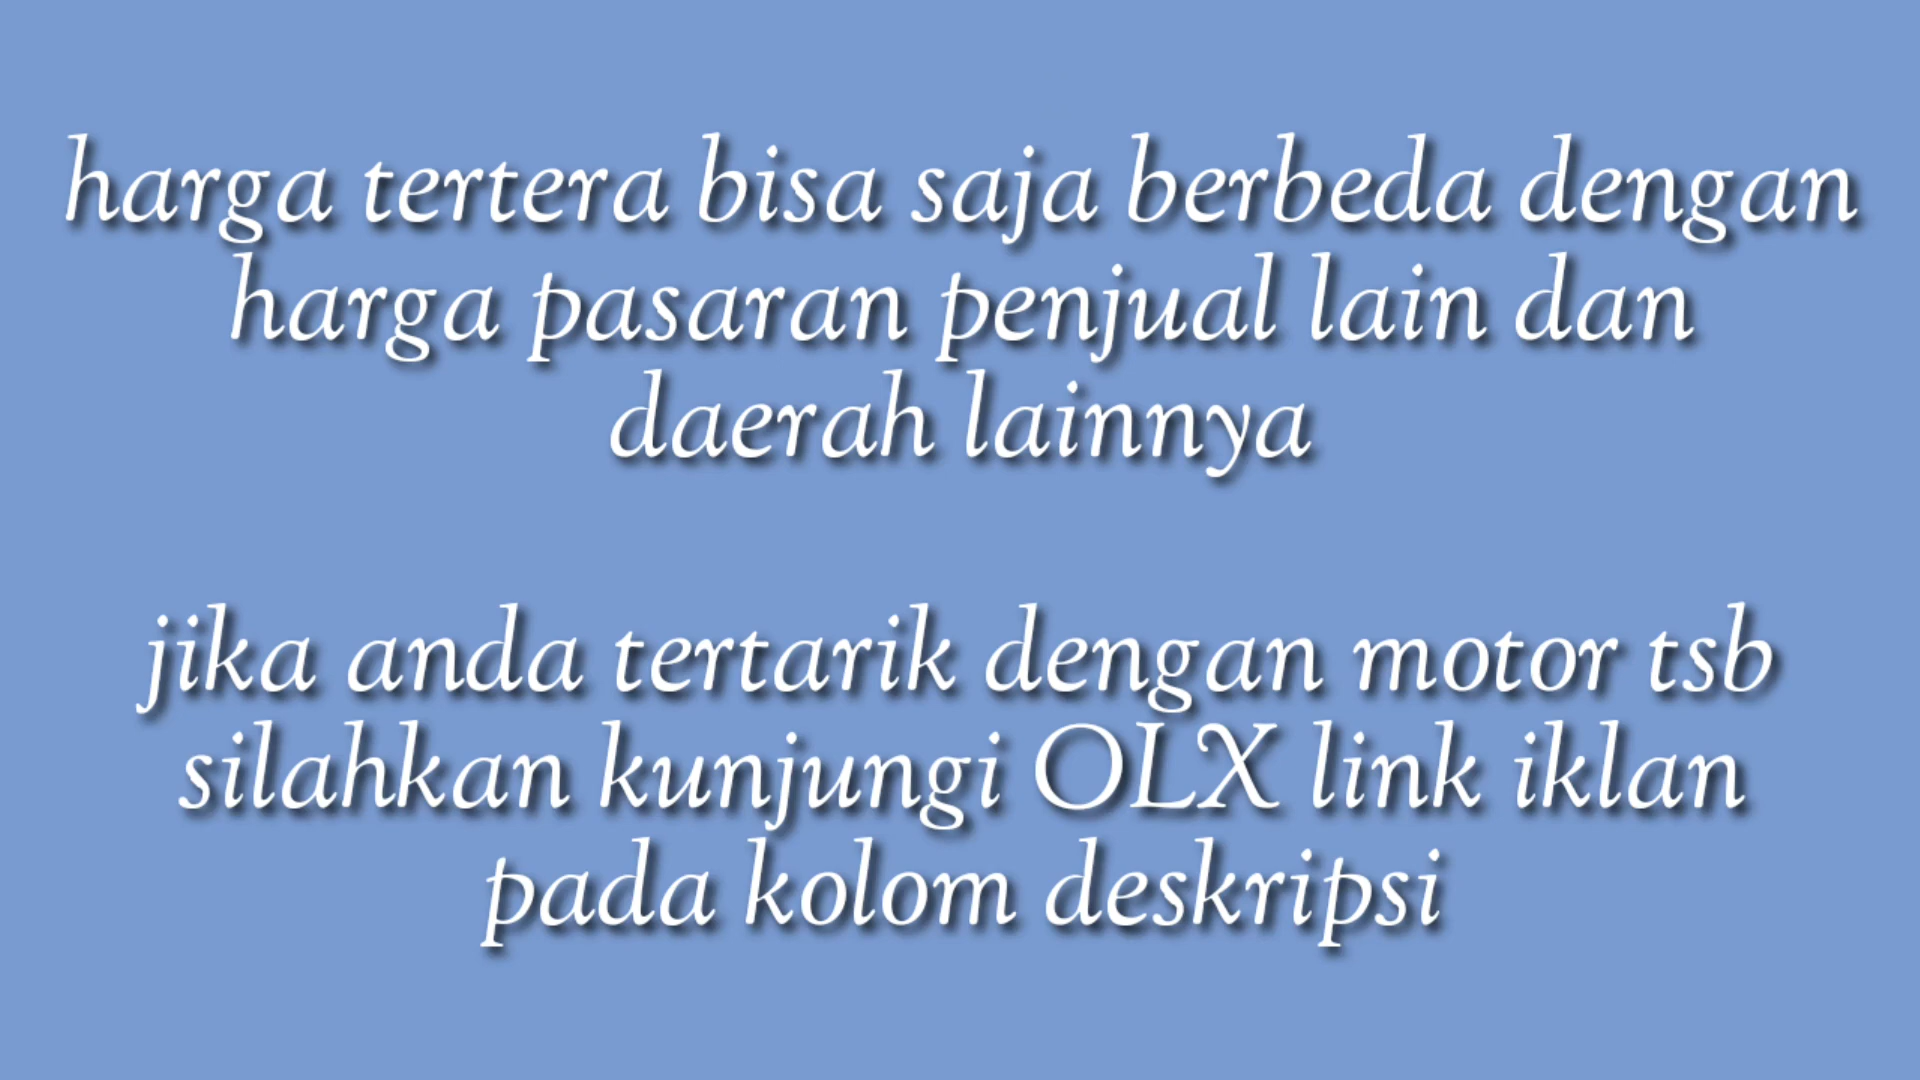 harga tertera bisa saja berbeda dengan
harga pasaran penjual lain dan
daerah lainnya
jika anda tertarik dengan motor tsb
silahkan kunjungi OLX link iklan
pada kolom deskripsi